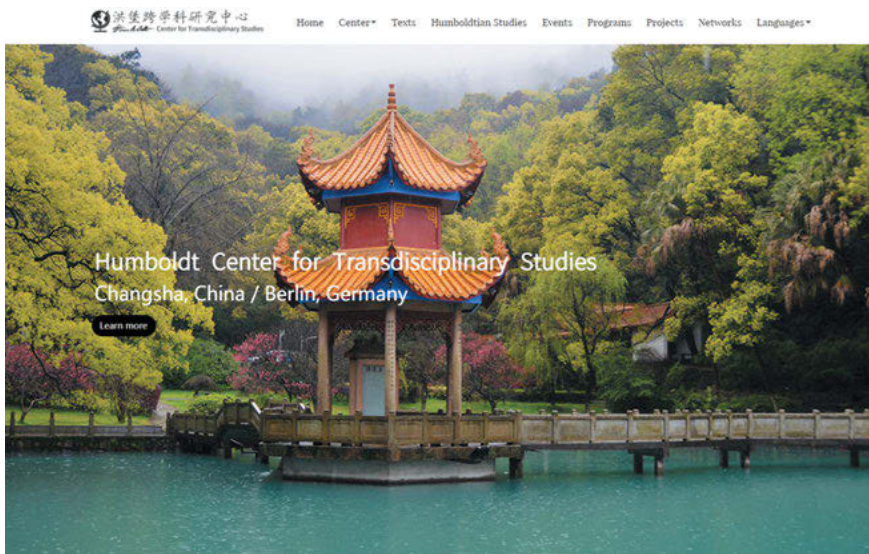 洪堡跨学科研究中心
Center for Transdisciplinary Studies
Home Center Texts Humboldtian Studies Events Programs Projects Networks Languages
Humboldt Center for Transdisciplinary Studies
Changsha, China / Berlin, Germany
Learn more